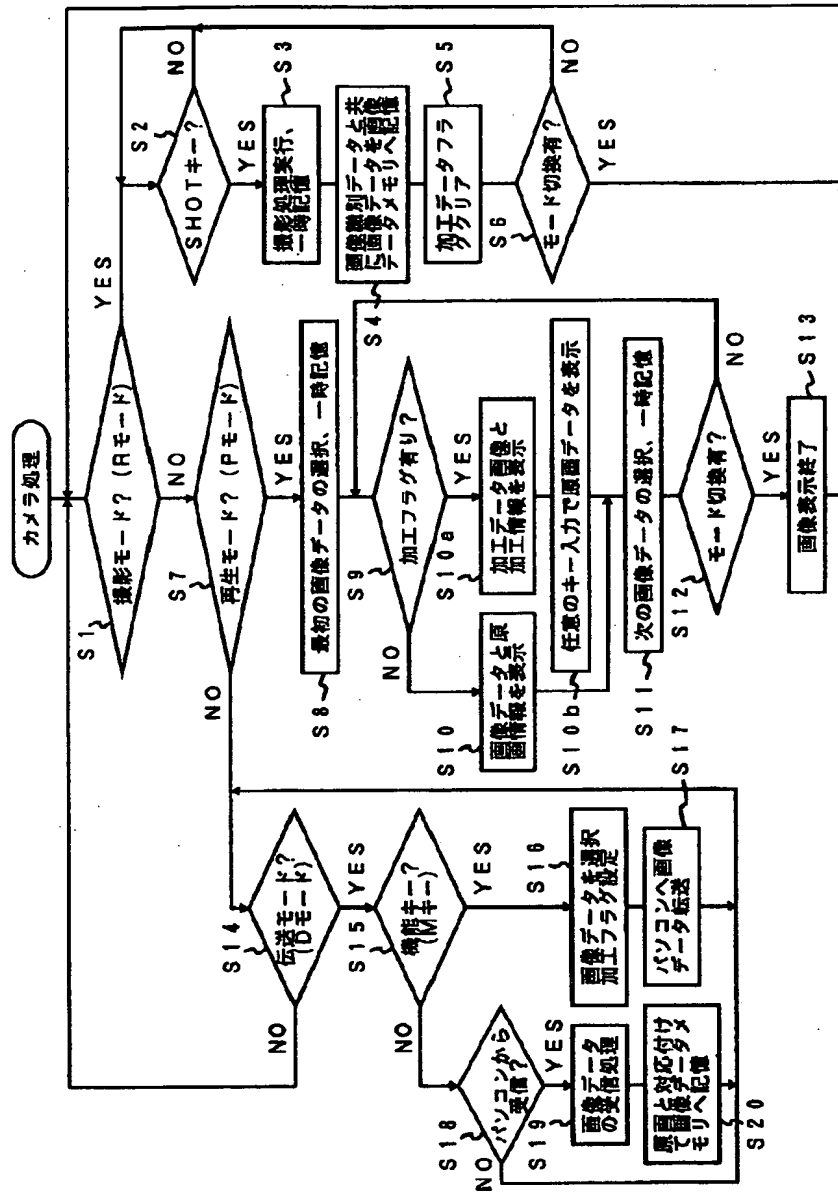 カメラ処理
S1
撮影モード?(Rモード)
YES
NO
S2
SHOTキー?
NO
YES
S3
撮影処理実行、
一時記憶
S4
画像識別データと共
に画像データを画像
データメモリへ記憶
S5
加工データフラ
グクリア
S6
モード切換有?
NO
YES
S7
再生モード?(Pモード)
NO
YES
S8
最初の画像データの選択、一時記憶
S9
加工フラグ有り?
NO
YES
S10
画像データと原
画情報を表示
S10a
加工データ画像と
加工情報を表示
S10b
任意のキー入力で原画データを表示
S11
次の画像データの選択、一時記憶
S12
モード切換有?
NO
YES
S13
画像表示終了
S14
伝送モード?
(Dモード)
NO
YES
S15
機能キー?
(Mキー)
NO
YES
S16
画像データを選択
加工フラグ設定
S17
パソコンへ画像
データ転送
S18
パソコンから
受信?
NO
YES
S19
画像データ
の受信処理
S20
原画と対応付け
て画像データメ
モリへ記憶